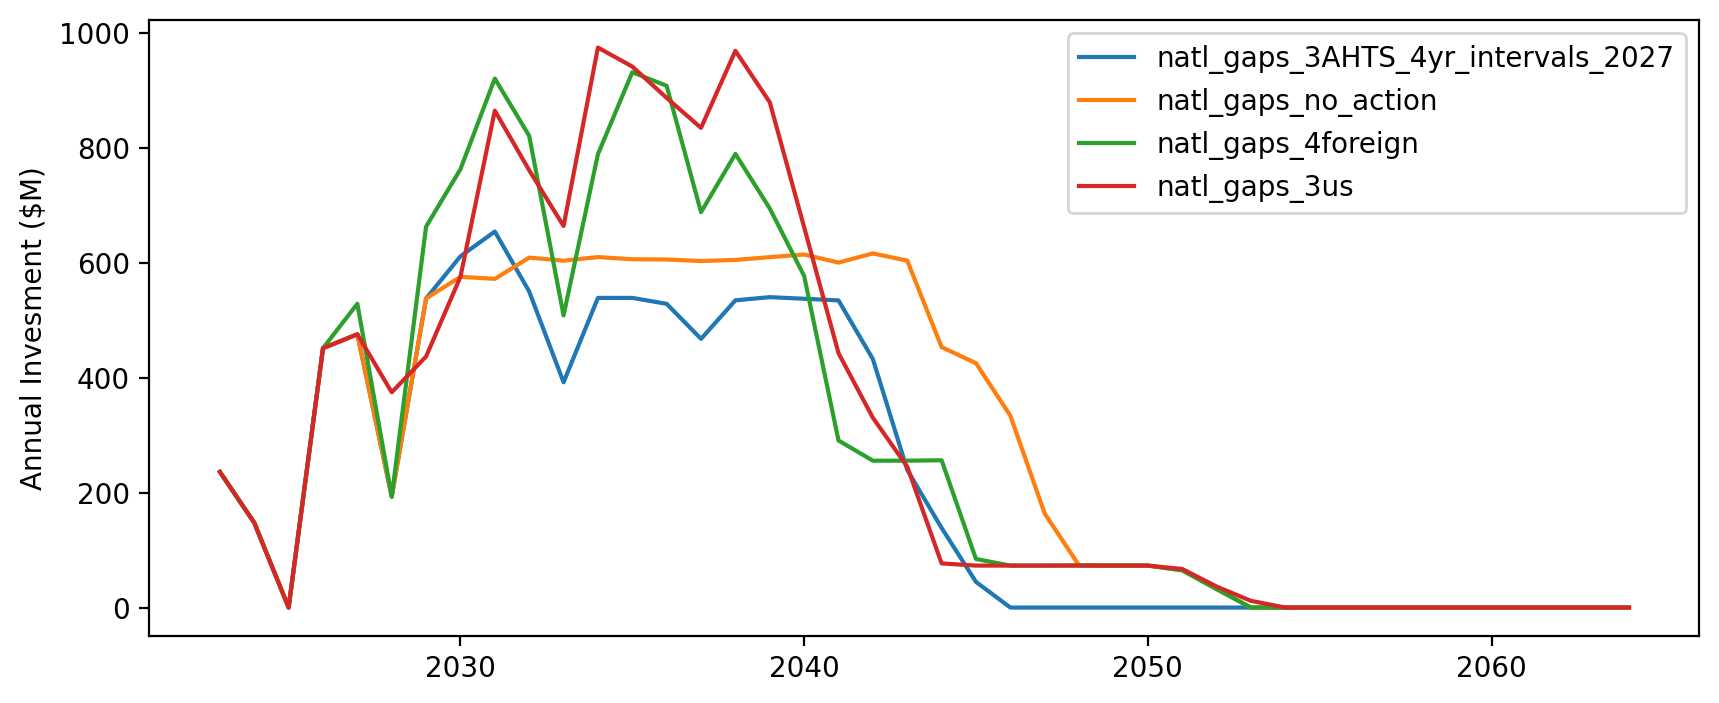 Annual Invesment ($M)
1000
800
600
400
200
0
2030 2040 2050 2060
natl_gaps_3AHTS_4yr_intervals_2027
natl_gaps_no_action
natl_gaps_4foreign
natl_gaps_3us